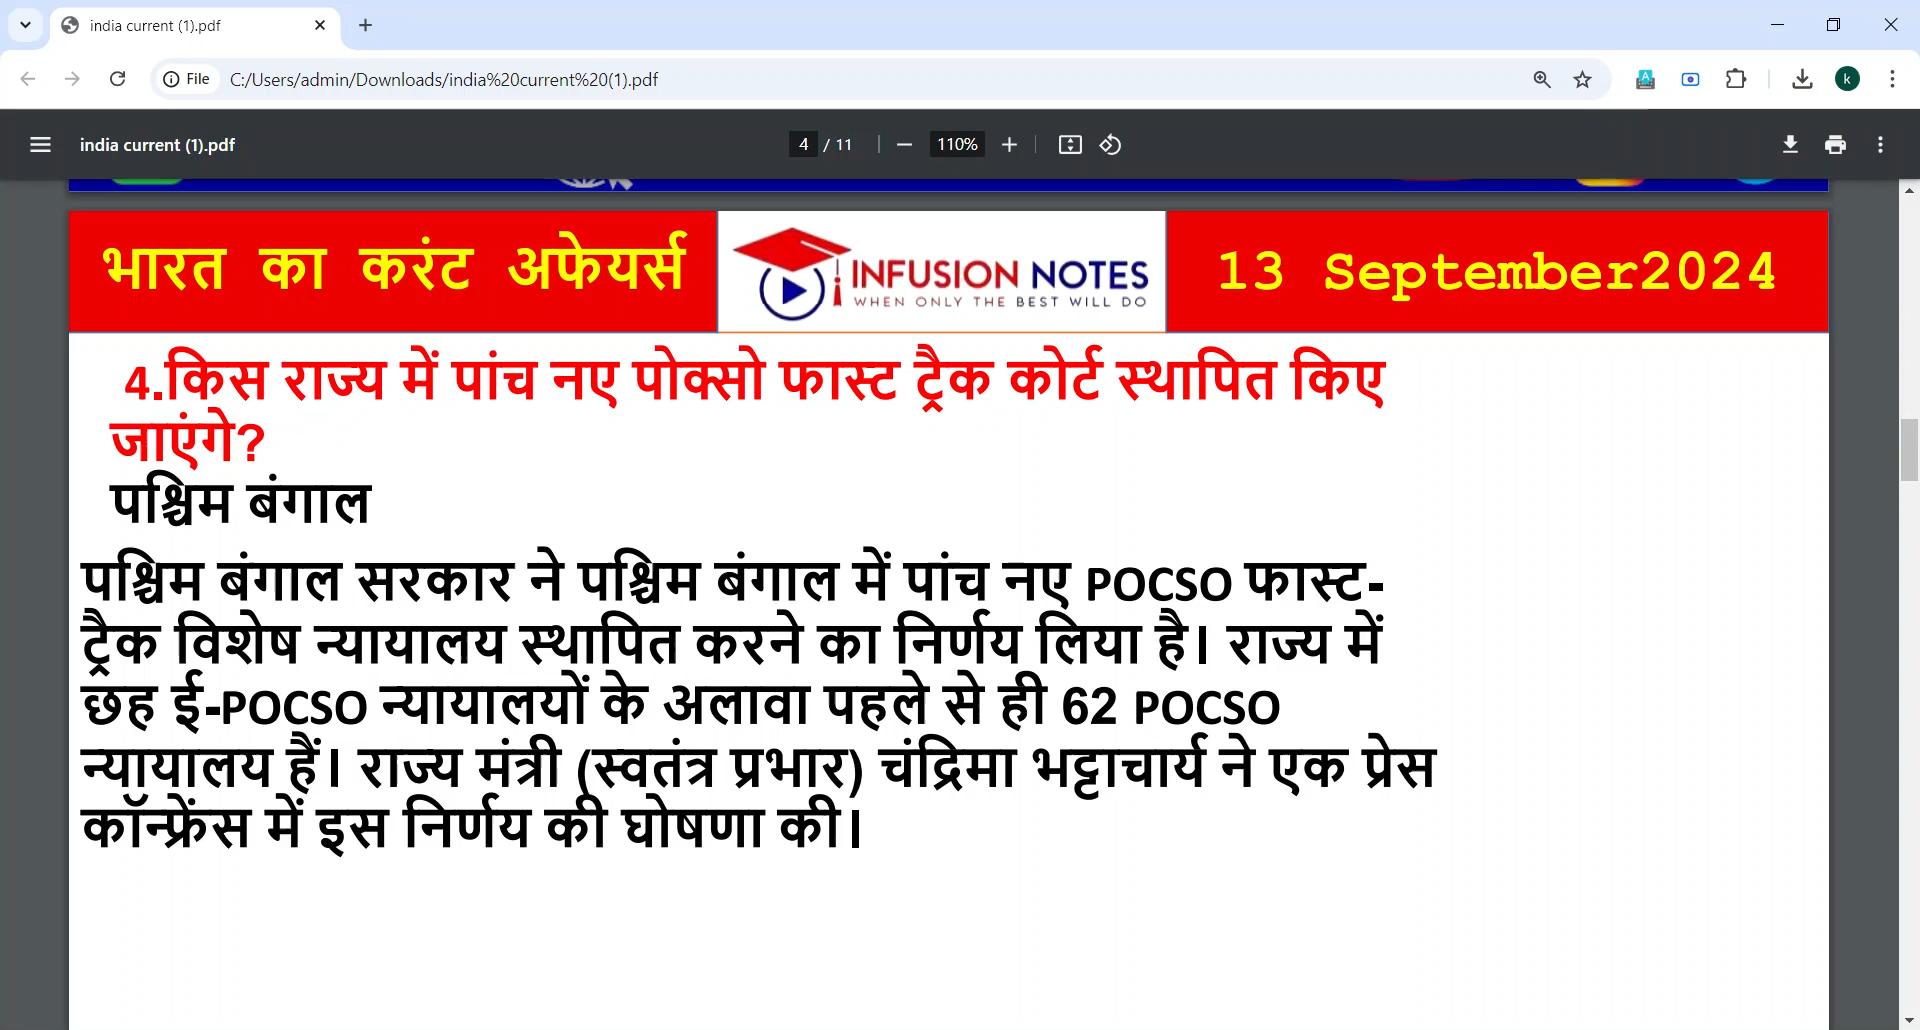 india current (1).pdf
File
C:/Users/admin/Downloads/india%20current%20(1).pdf
k
india current (1).pdf
4 / 11
110%
भारत का करंट अफेयर्स
INFUSION NOTES
WHEN ONLY THE BEST WILL DO
13 September2024
4.किस राज्य में पांच नए पोक्सो फास्ट ट्रैक कोर्ट स्थापित किए
जाएंगे?
पश्चिम बंगाल
पश्चिम बंगाल सरकार ने पश्चिम बंगाल में पांच नए POCSO फास्ट-
ट्रैक विशेष न्यायालय स्थापित करने का निर्णय लिया है। राज्य में
छह ई-POCSO न्यायालयों के अलावा पहले से ही 62 POCSO
न्यायालय हैं। राज्य मंत्री (स्वतंत्र प्रभार) चंद्रिमा भट्टाचार्य ने एक प्रेस
कॉन्फ्रेंस में इस निर्णय की घोषणा की।